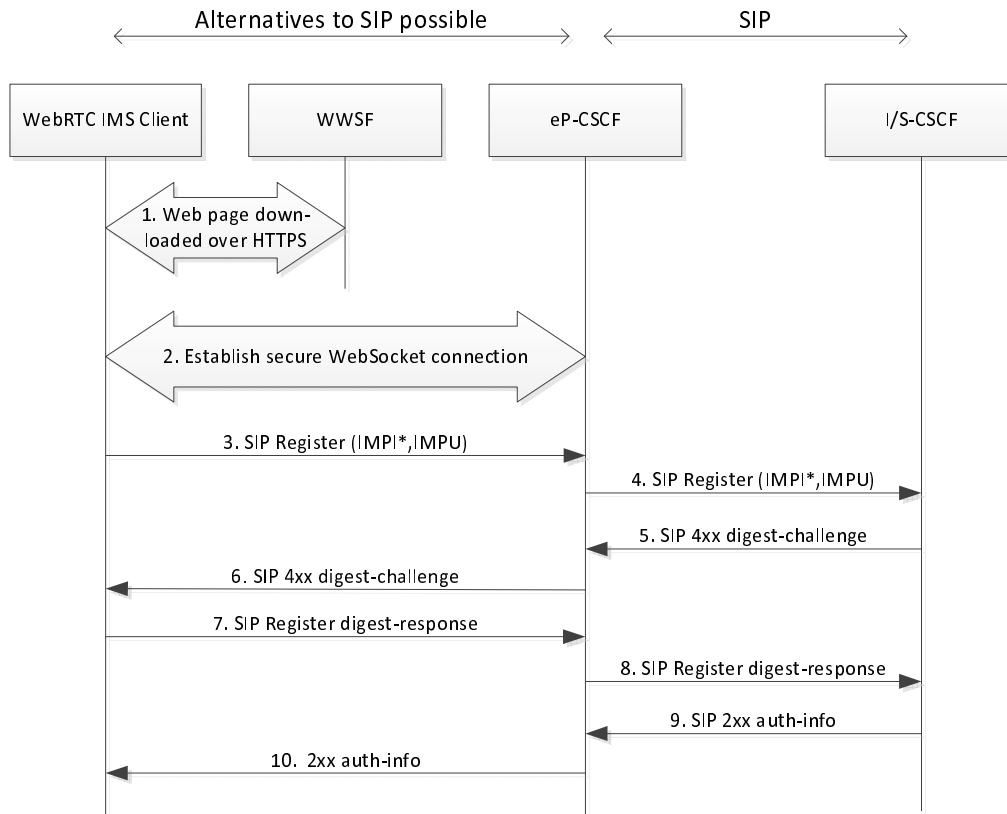 Alternatives to SIP possible
SIP
WebRTC IMS Client
WWSF
eP-CSCF
I/S-CSCF
1. Web page down-
loaded over HTTPS
2. Establish secure WebSocket connection
3. SIP Register (IMPI*,IMPU)
4. SIP Register (IMPI*,IMPU)
5. SIP 4xx digest-challenge
6. SIP 4xx digest-challenge
7. SIP Register digest-response
8. SIP Register digest-response
9. SIP 2xx auth-info
10. 2xx auth-info